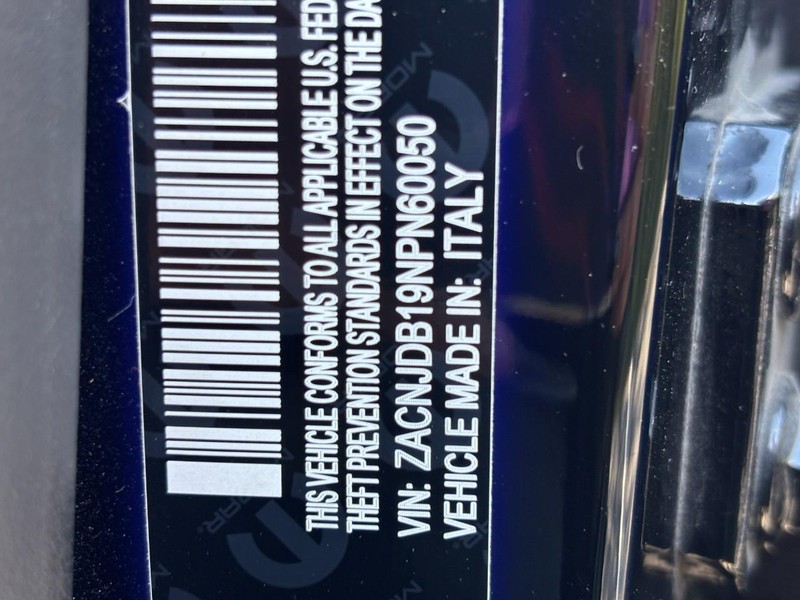 THIS VEHICLE CONFORMS TO ALL APPLICABLE U.S. FED
THEFT PREVENTION STANDARDS IN EFFECT ON THE DA
VIN: ZACNJDB19NPN60050
VEHICLE MADE IN: ITALY
MOPAR.